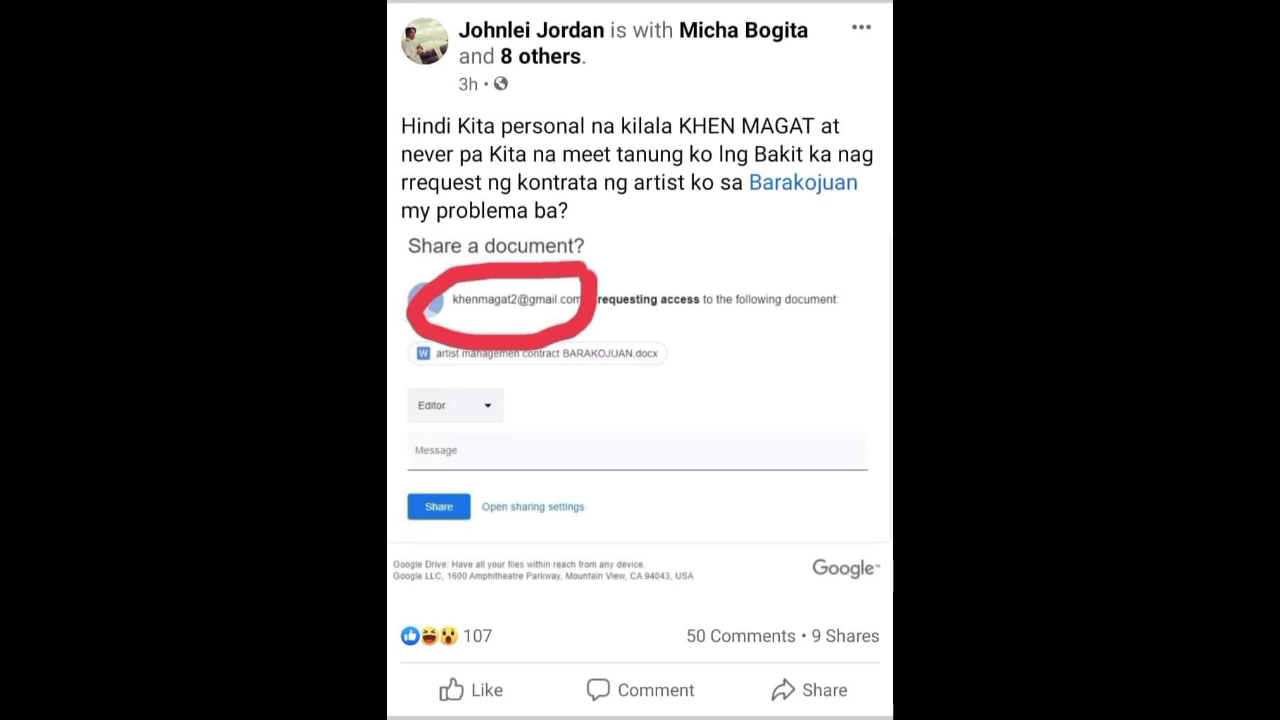 Johnlei Jordan is with Micha Bogita
and 8 others.
3h
Hindi Kita personal na kilala KHEN MAGAT at
never pa Kita na meet tanung ko lng Bakit ka nag
rrequest ng kontrata ng artist ko sa Barakojuan
my problema ba?
Share a document?
khenmagat2@gmail.com requesting access to the following document:
W artist managemen contract BARAKOJUAN.docx
Editor
Message
Share Open sharing settings
Google Drive: Have all your files within reach from any device.
Google LLC, 1600 Amphitheatre Parkway, Mountain View, CA 94043, USA
Google™
107 50 Comments • 9 Shares
Like Comment Share